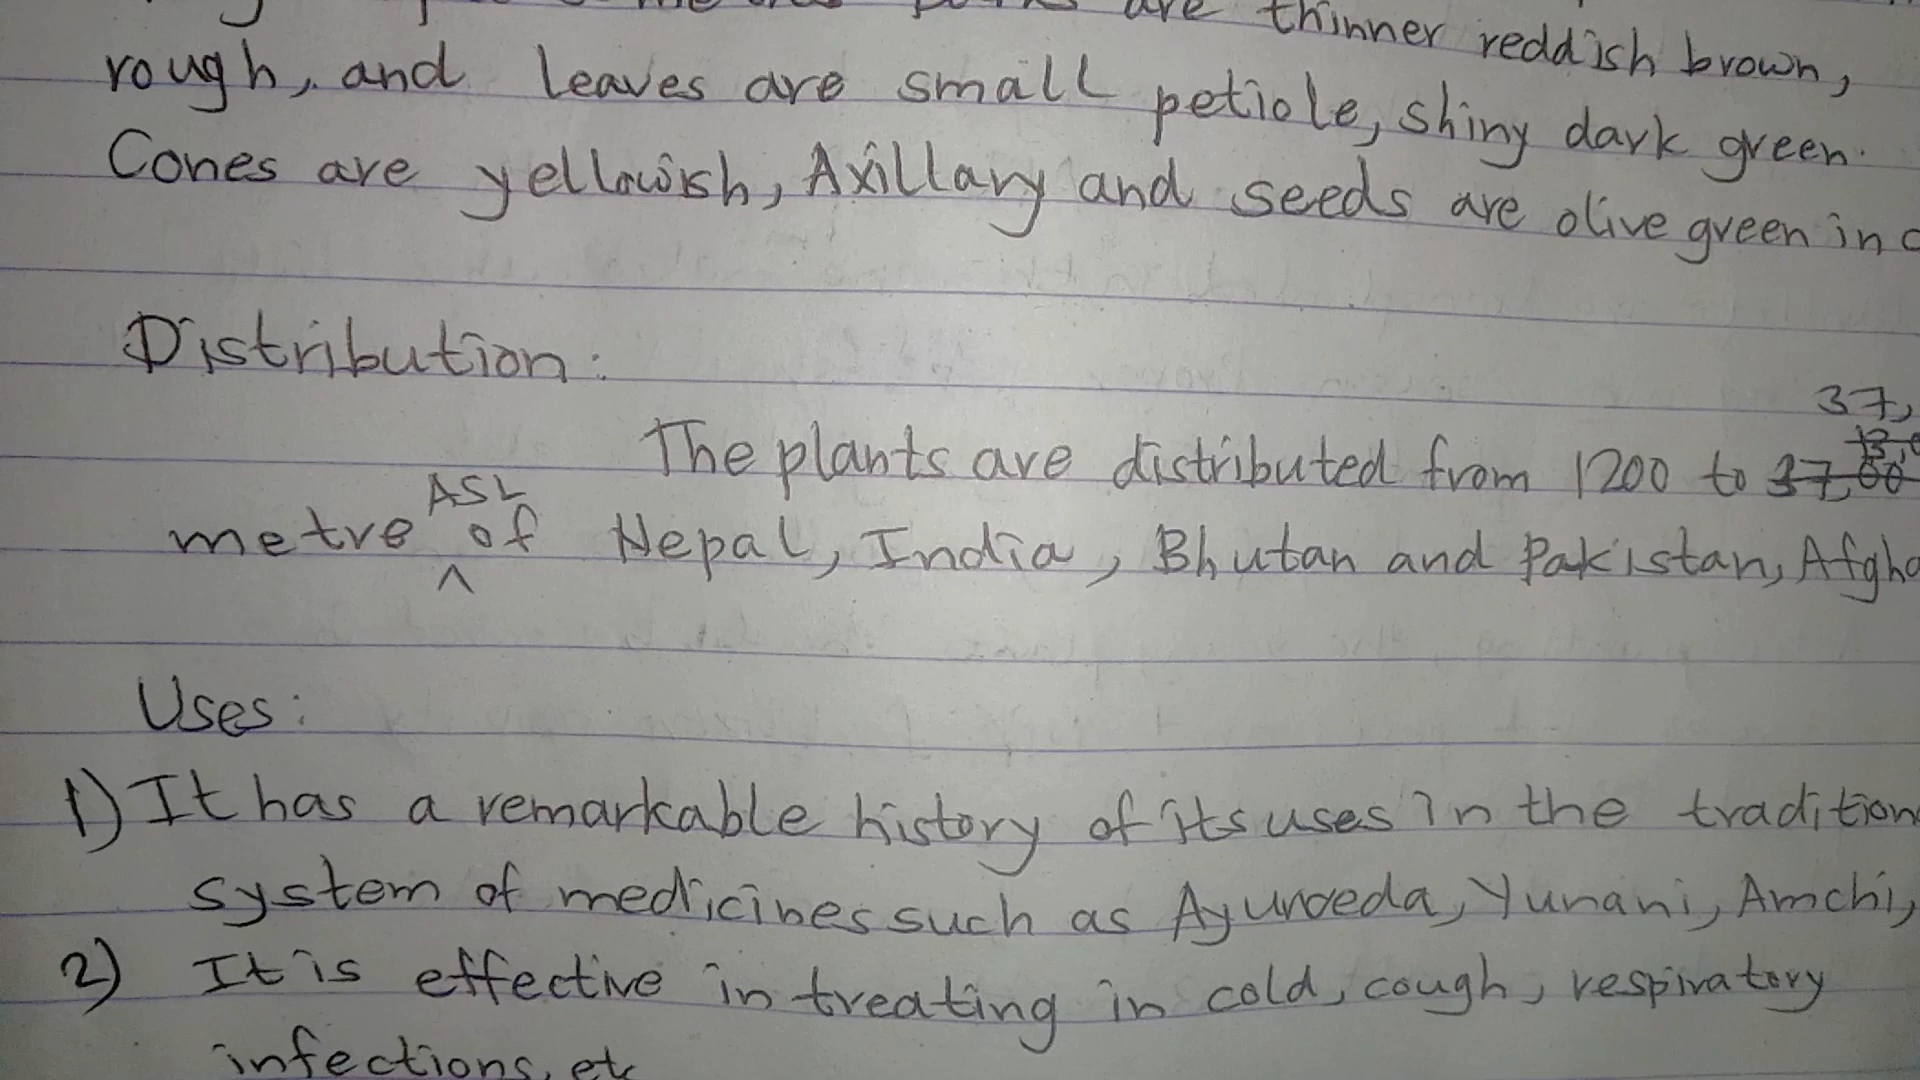 are thinner reddish brown,
rough, and leaves are small petiole, shiny dark green.
Cones are yellowish, Axillary and seeds are olive green in
Distribution:
37,
The plants are distributed from 1200 to 37,00
metre ASL of Nepal, India, Bhutan and Pakistan, Afgha
Uses:
1) It has a remarkable history of its uses in the tradition
system of medicines such as Ayurveda, Yunani, Amchi,
2) It is effective in treating in cold, cough, respiratory
infections, etc